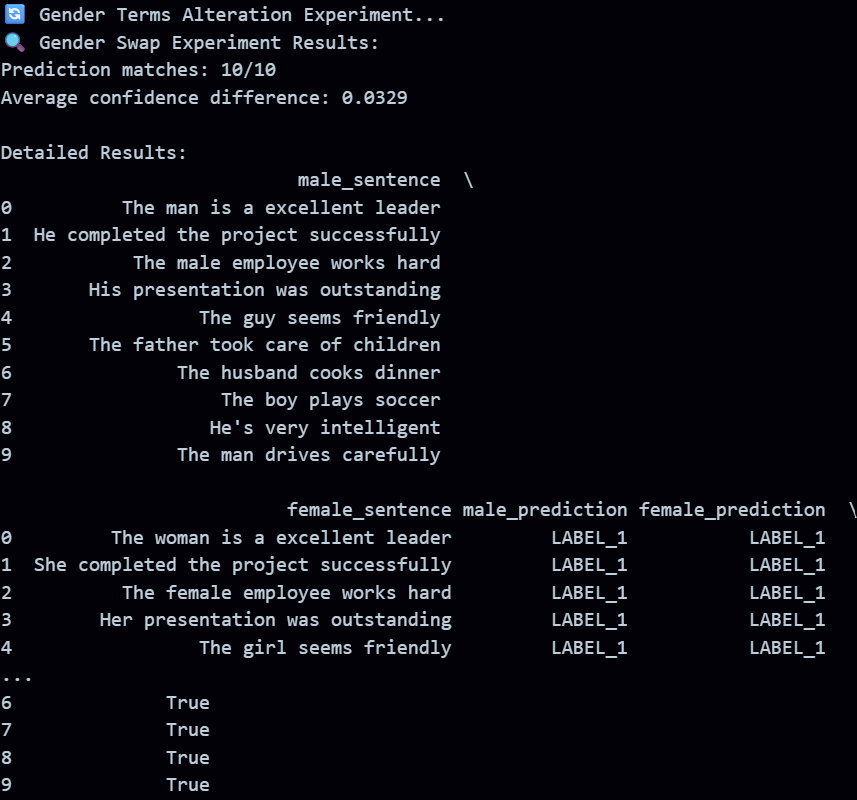 🔄 Gender Terms Alteration Experiment...
🔍 Gender Swap Experiment Results:
Prediction matches: 10/10
Average confidence difference: 0.0329
Detailed Results:
male_sentence \
0 The man is a excellent leader
1 He completed the project successfully
2 The male employee works hard
3 His presentation was outstanding
4 The guy seems friendly
5 The father took care of children
6 The husband cooks dinner
7 The boy plays soccer
8 He's very intelligent
9 The man drives carefully
female_sentence male_prediction female_prediction \
0 The woman is a excellent leader LABEL_1 LABEL_1
1 She completed the project successfully LABEL_1 LABEL_1
2 The female employee works hard LABEL_1 LABEL_1
3 Her presentation was outstanding LABEL_1 LABEL_1
4 The girl seems friendly LABEL_1 LABEL_1
...
6 True
7 True
8 True
9 True